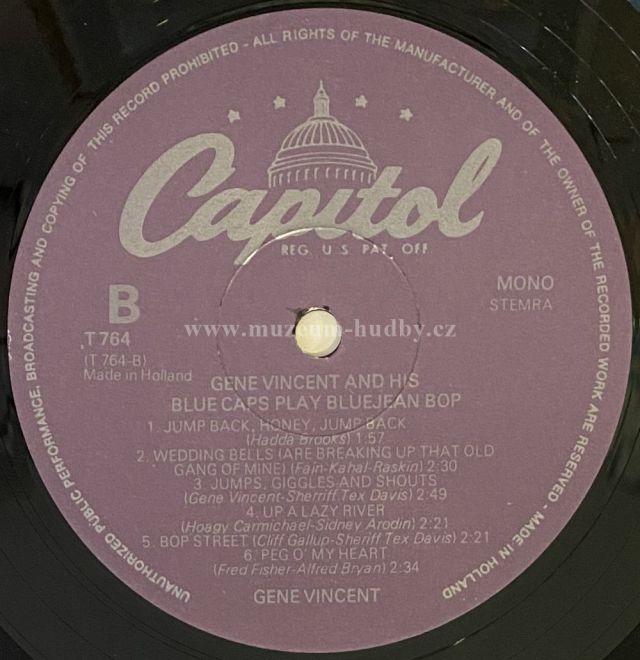 UNAUTHORIZED PUBLIC PERFORMANCE, BROADCASTING AND COPYING OF THIS RECORD PROHIBITED - ALL RIGHTS OF THE MANUFACTURER AND OF THE OWNER OF THE RECORDED WORK ARE RESERVED - MADE IN HOLLAND
Capitol
REG. U.S. PAT. OFF.
B
MONO
STEMRA
T 764
(T 764-B)
Made in Holland
www.muzeum-hudby.cz
GENE VINCENT AND HIS
BLUE CAPS PLAY BLUEJEAN BOP
1. JUMP BACK, HONEY, JUMP BACK
(Hadda Brooks) 1:57
2. WEDDING BELLS (ARE BREAKING UP THAT OLD
GANG OF MINE) (Fain-Kahal-Raskin) 2:30
3. JUMPS, GIGGLES AND SHOUTS
(Gene Vincent-Sherriff Tex Davis) 2:49
4. UP A LAZY RIVER
(Hoagy Carmichael-Sidney Arodin) 2:21
5. BOP STREET (Cliff Gallup-Sheriff Tex Davis) 2:21
6. PEG O' MY HEART
(Fred Fisher-Alfred Bryan) 2:34
GENE VINCENT